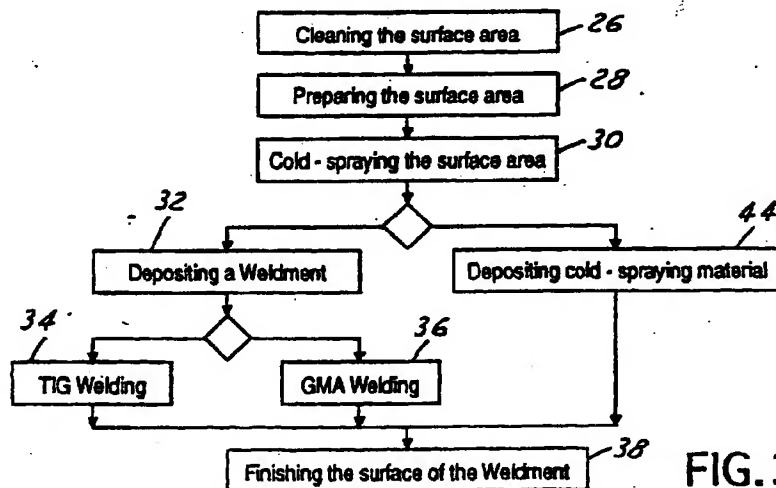 Cleaning the surface area
26
Preparing the surface area
28
Cold - spraying the surface area
30
32
44
Depositing a Weldment
Depositing cold - spraying material
34
36
TIG Welding
GMA Welding
Finishing the surface of the Weldment
38
FIG.